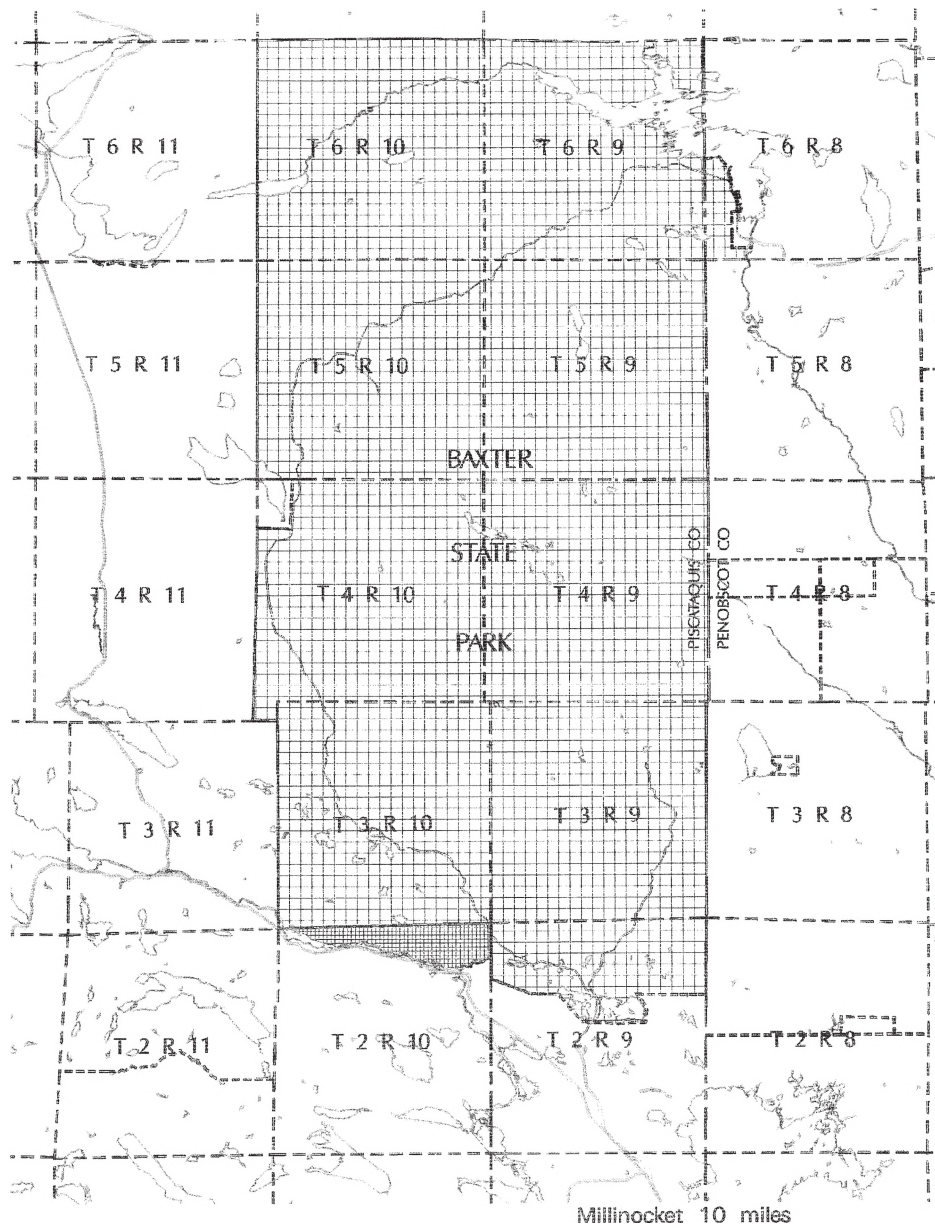 T 6 R 11
T 6 R 10
T 6 R 9
T 6 R 8
T 5 R 11
T 5 R 10
T 5 R 9
T 5 R 8
BAXTER
STATE
PARK
PISCATAQUIS CO
PENOBSCOT CO
T 4 R 11
T 4 R 10
T 4 R 9
T 4 R 8
T 3 R 11
T 3 R 10
T 3 R 9
T 3 R 8
T 2 R 11
T 2 R 10
T 2 R 9
T 2 R 8
Millinocket 10 miles